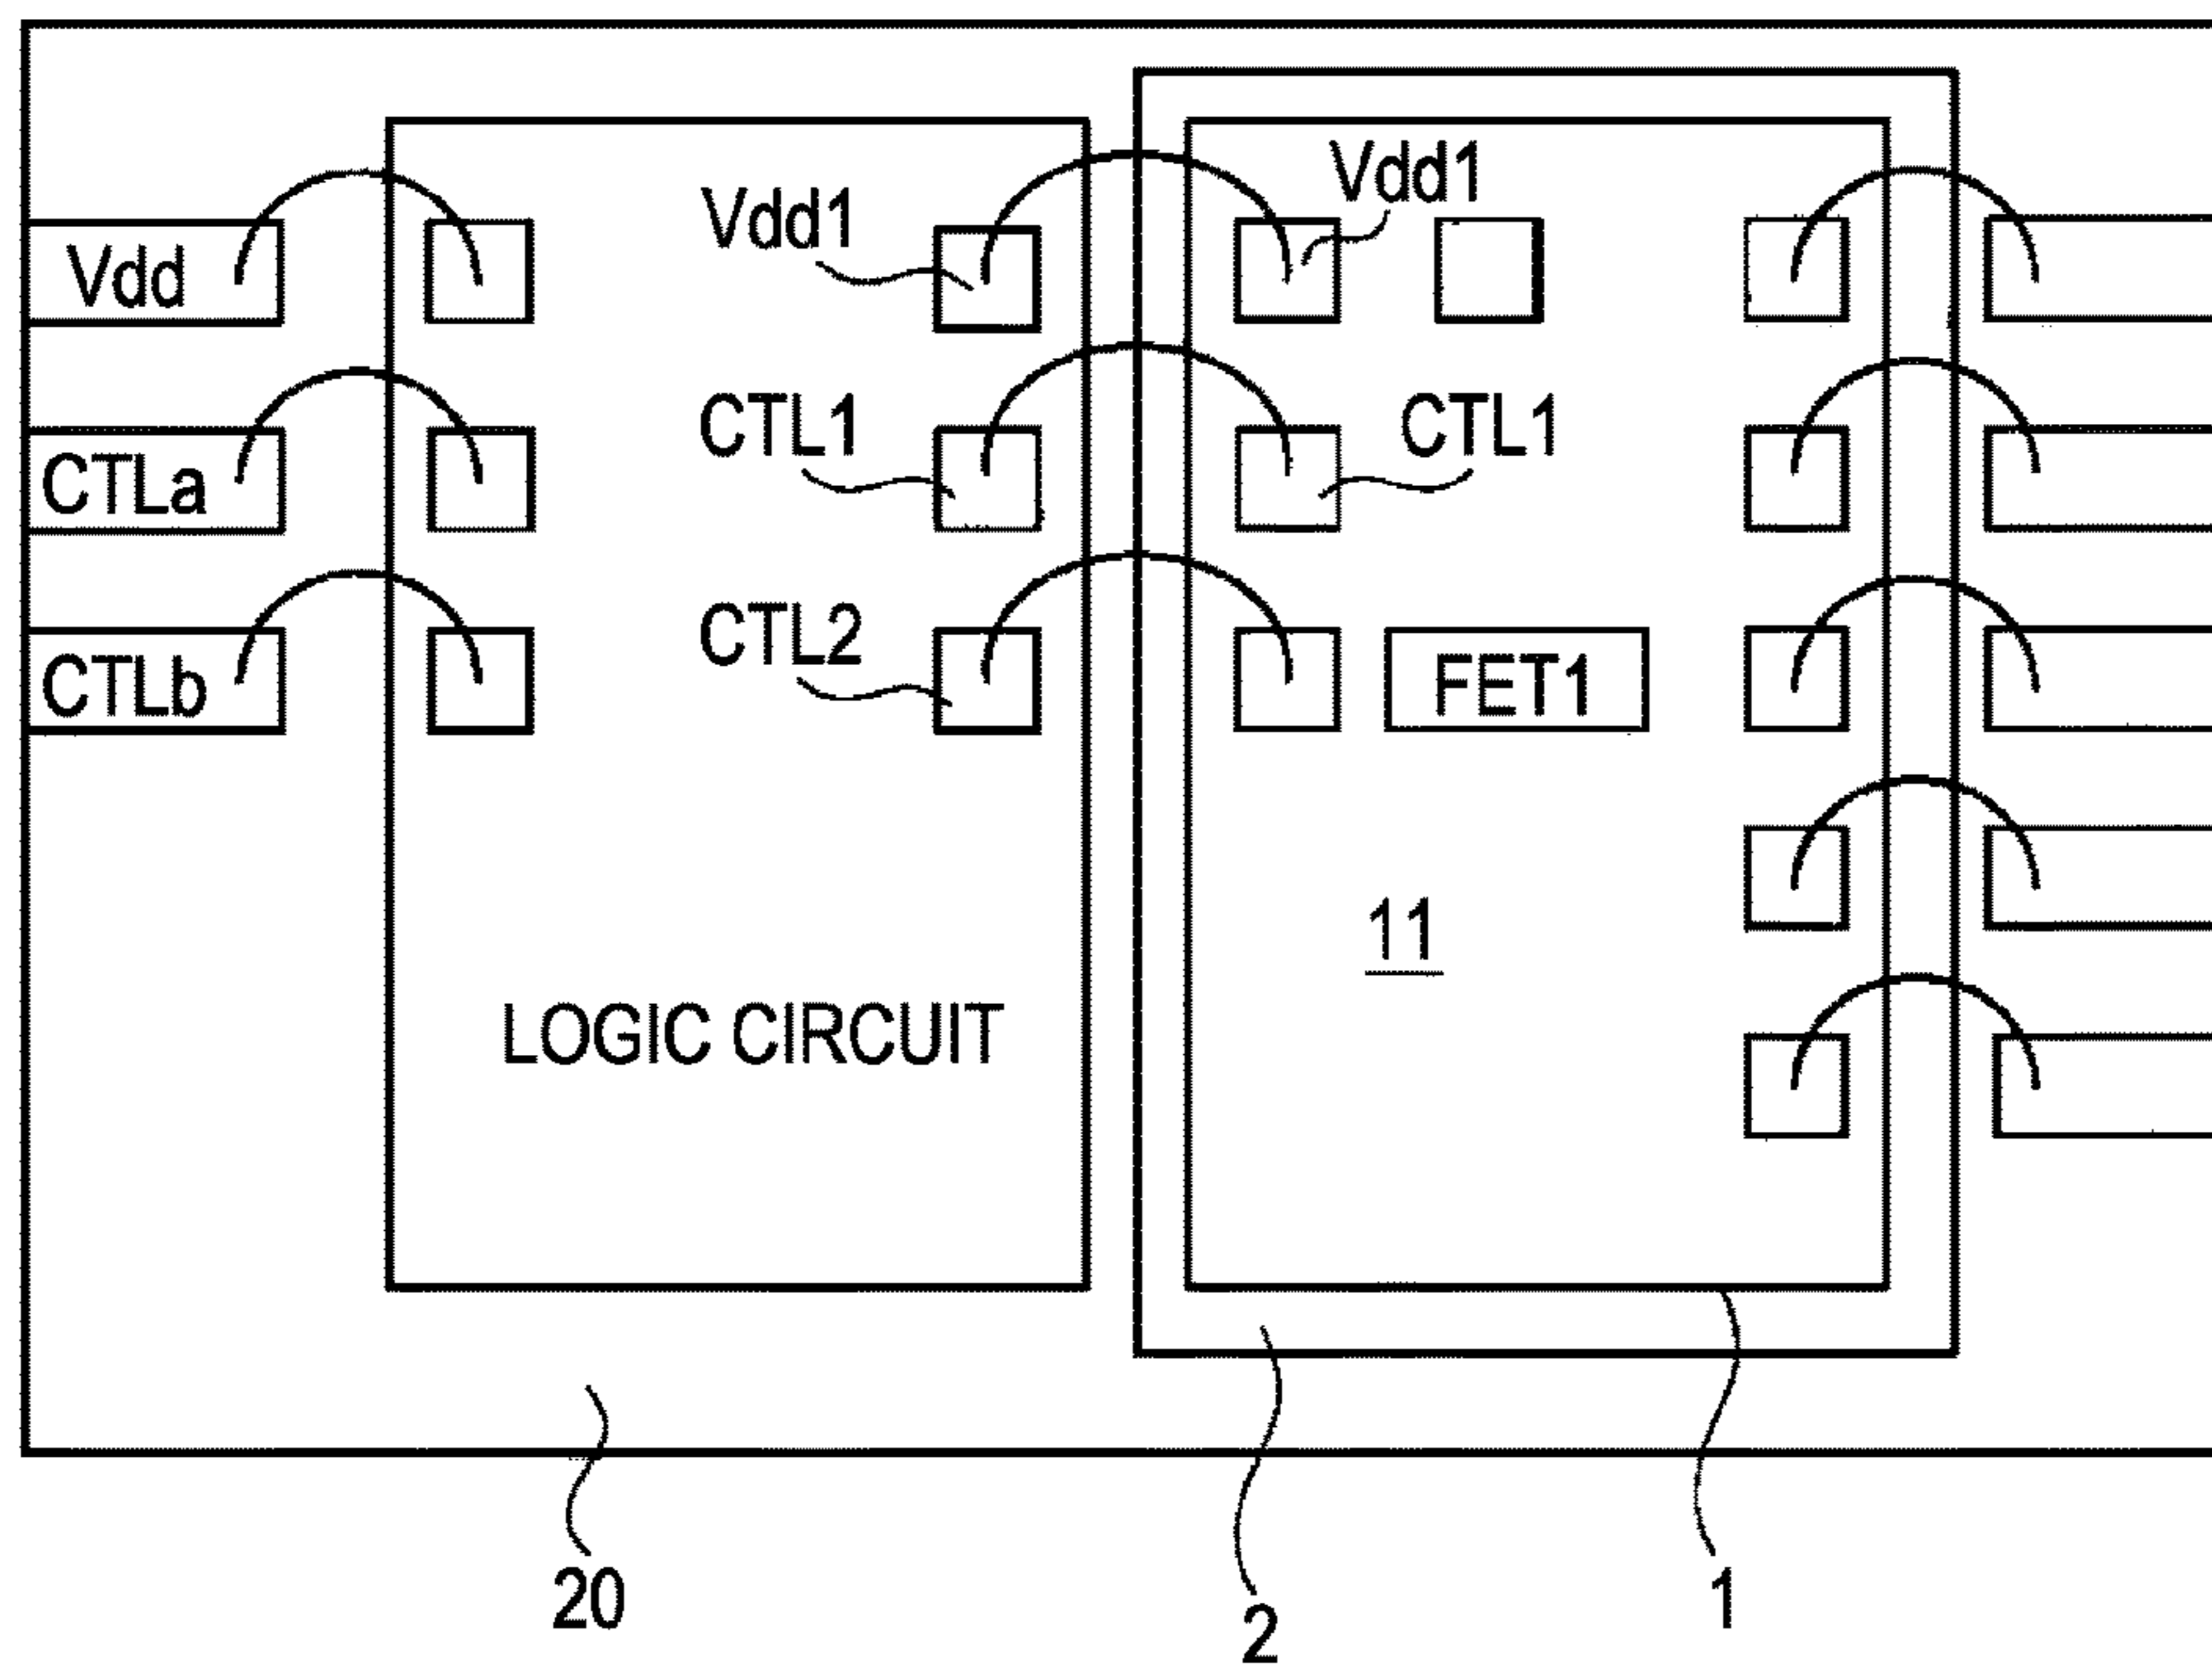 Vdd1
Vdd1
Vdd
CTL1
CTL1
CTLa
CTL2
CTLb
FET1
11
LOGIC CIRCUIT
20
2
1